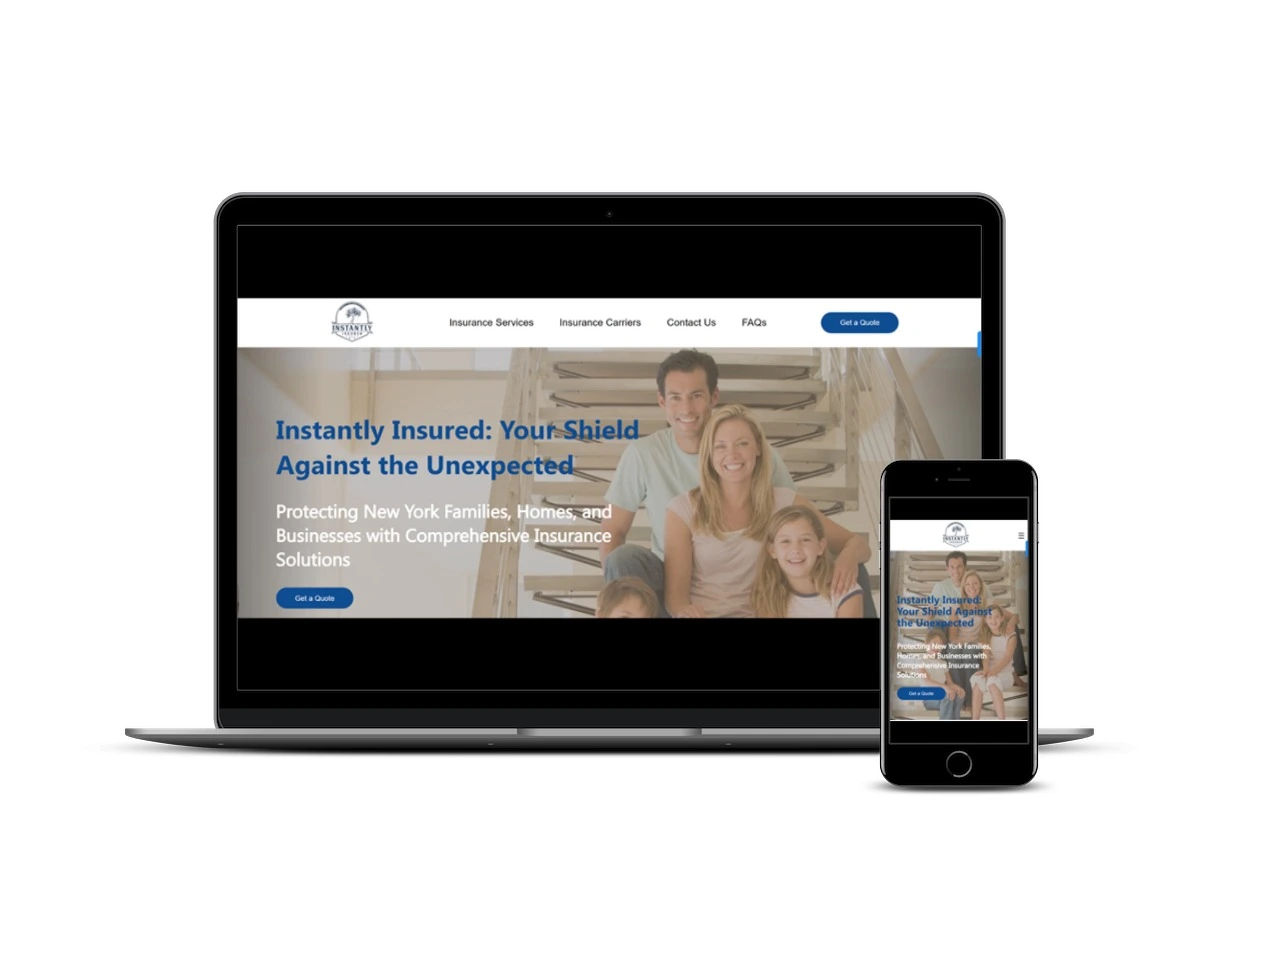 INSTANTLY
INSURED
Insurance Services
Insurance Carriers
Contact Us
FAQs
Get a Quote
Instantly Insured: Your Shield
Against the Unexpected
Protecting New York Families, Homes, and
Businesses with Comprehensive Insurance
Solutions
Get a Quote
INSTANTLY
Instantly Insured:
Your Shield Against
the Unexpected
Protecting New York Families,
Homes, and Businesses with
Comprehensive Insurance
Solutions
Get a Quote